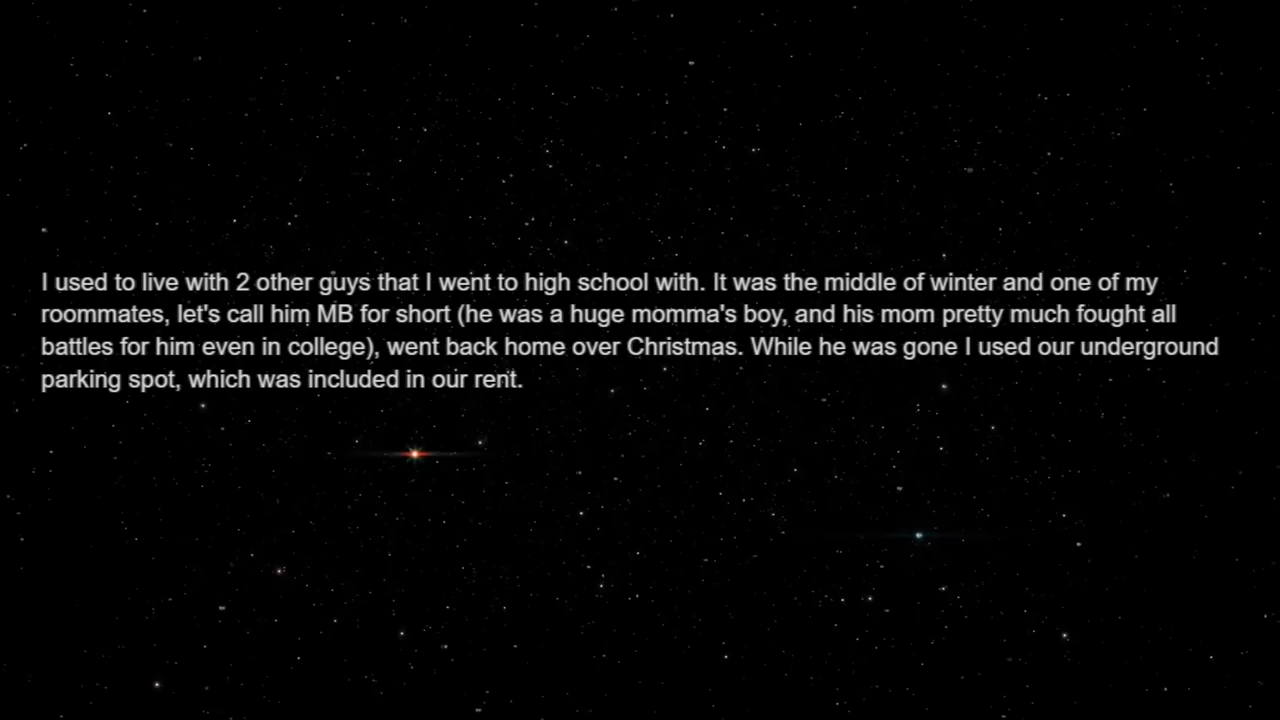 I used to live with 2 other guys that I went to high school with. It was the middle of winter and one of my
roommates, let's call him MB for short (he was a huge momma's boy, and his mom pretty much fought all
battles for him even in college), went back home over Christmas. While he was gone I used our underground
parking spot, which was included in our rent.